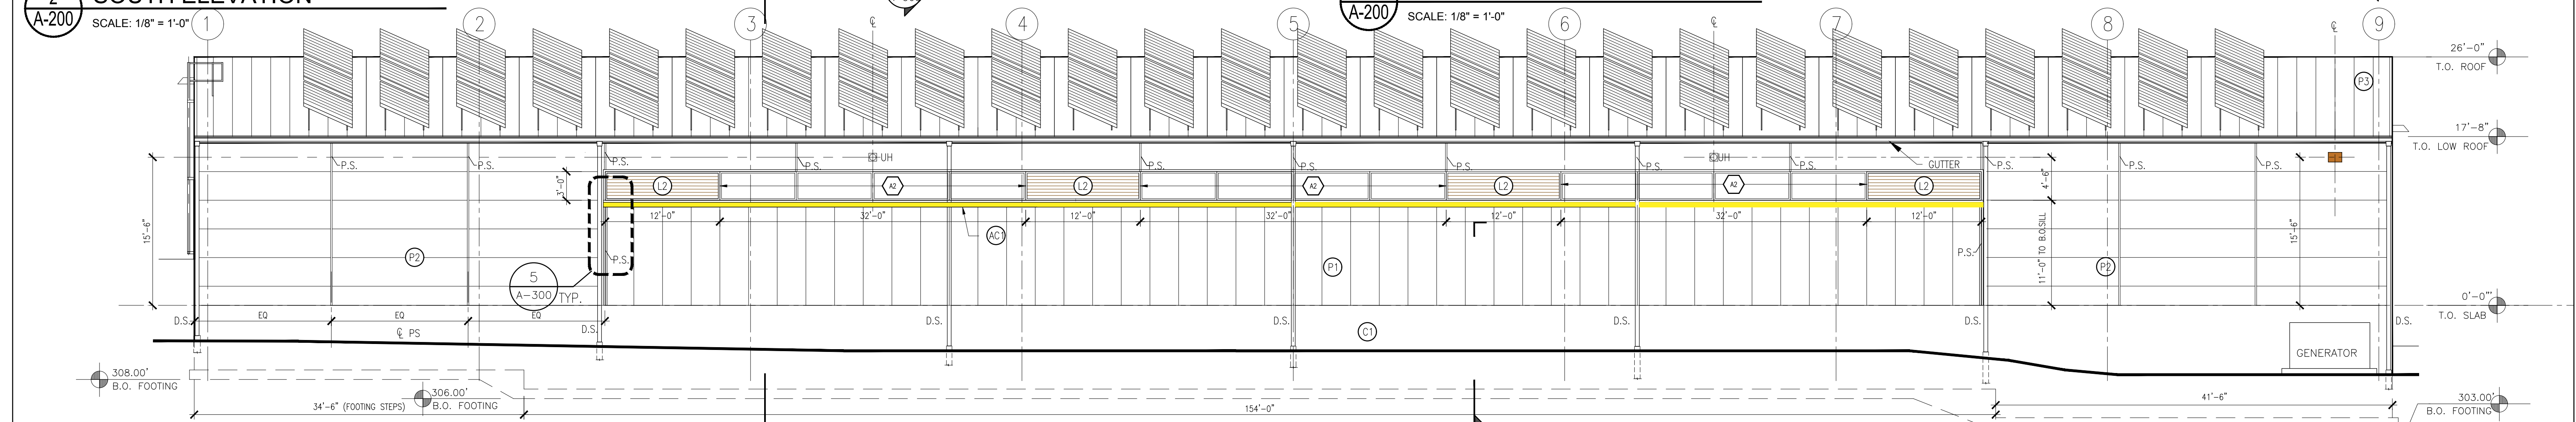 2
A-200
SOUTH ELEVATION
SCALE: 1/8" = 1'-0"
A-200
SCALE: 1/8" = 1'-0"
1
2
3
℄
4
5
6
℄
7
8
℄
9
26'-0"
T.O. ROOF
P3
17'-8"
T.O. LOW ROOF
P.S.
P.S.
P.S.
P.S.
UH
P.S.
P.S.
P.S.
P.S.
UH
P.S.
GUTTER
P.S.
P.S.
P.S.
3'-0"
L2
A2
L2
A2
L2
A2
L2
4'-6"
12'-0"
32'-0"
12'-0"
32'-0"
12'-0"
32'-0"
12'-0"
15'-6"
AC1
11'-0" TO B.O.SILL
15'-6"
P2
P.S.
P1
P.S.
P2
5
A-300
TYP.
0'-0"
T.O. SLAB
D.S.
EQ
EQ
EQ
℄ PS
D.S.
D.S.
D.S.
C1
D.S.
D.S.
D.S.
GENERATOR
308.00'
B.O. FOOTING
306.00'
B.O. FOOTING
34'-6" (FOOTING STEPS)
154'-0"
41'-6"
303.00'
B.O. FOOTING